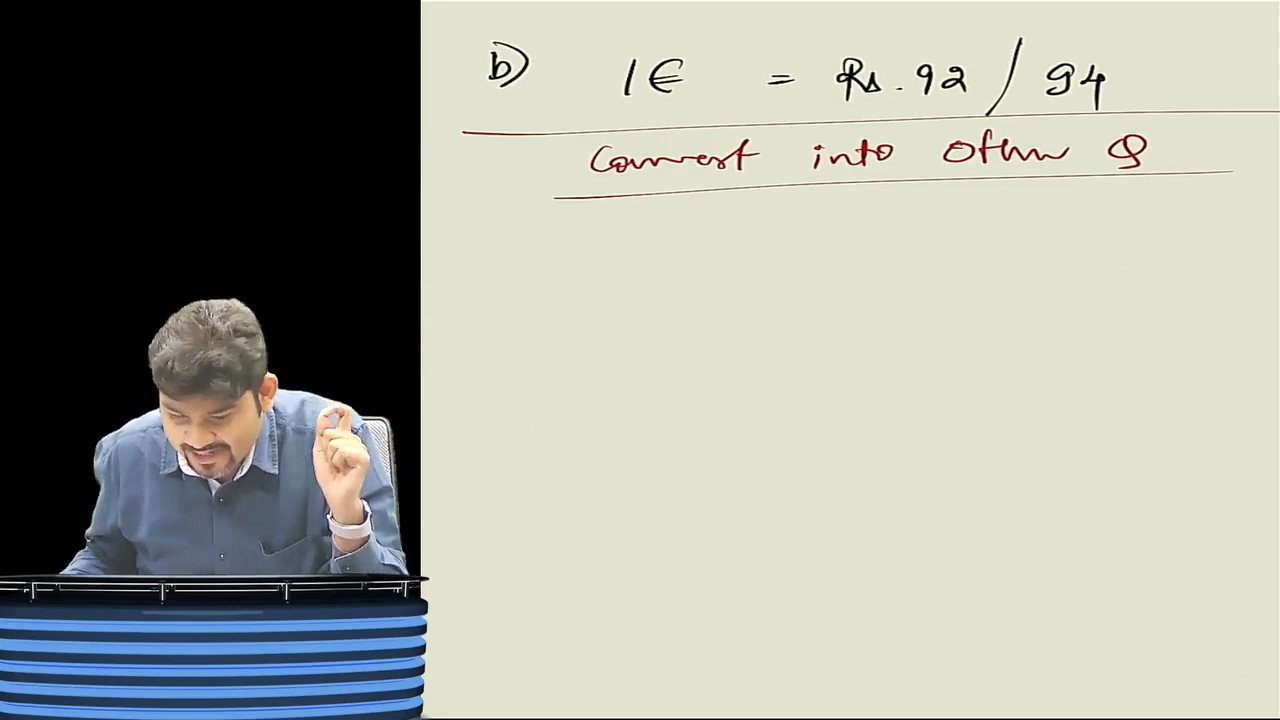 b) 1€ = Rs. 92 / 94
Convert into other Q